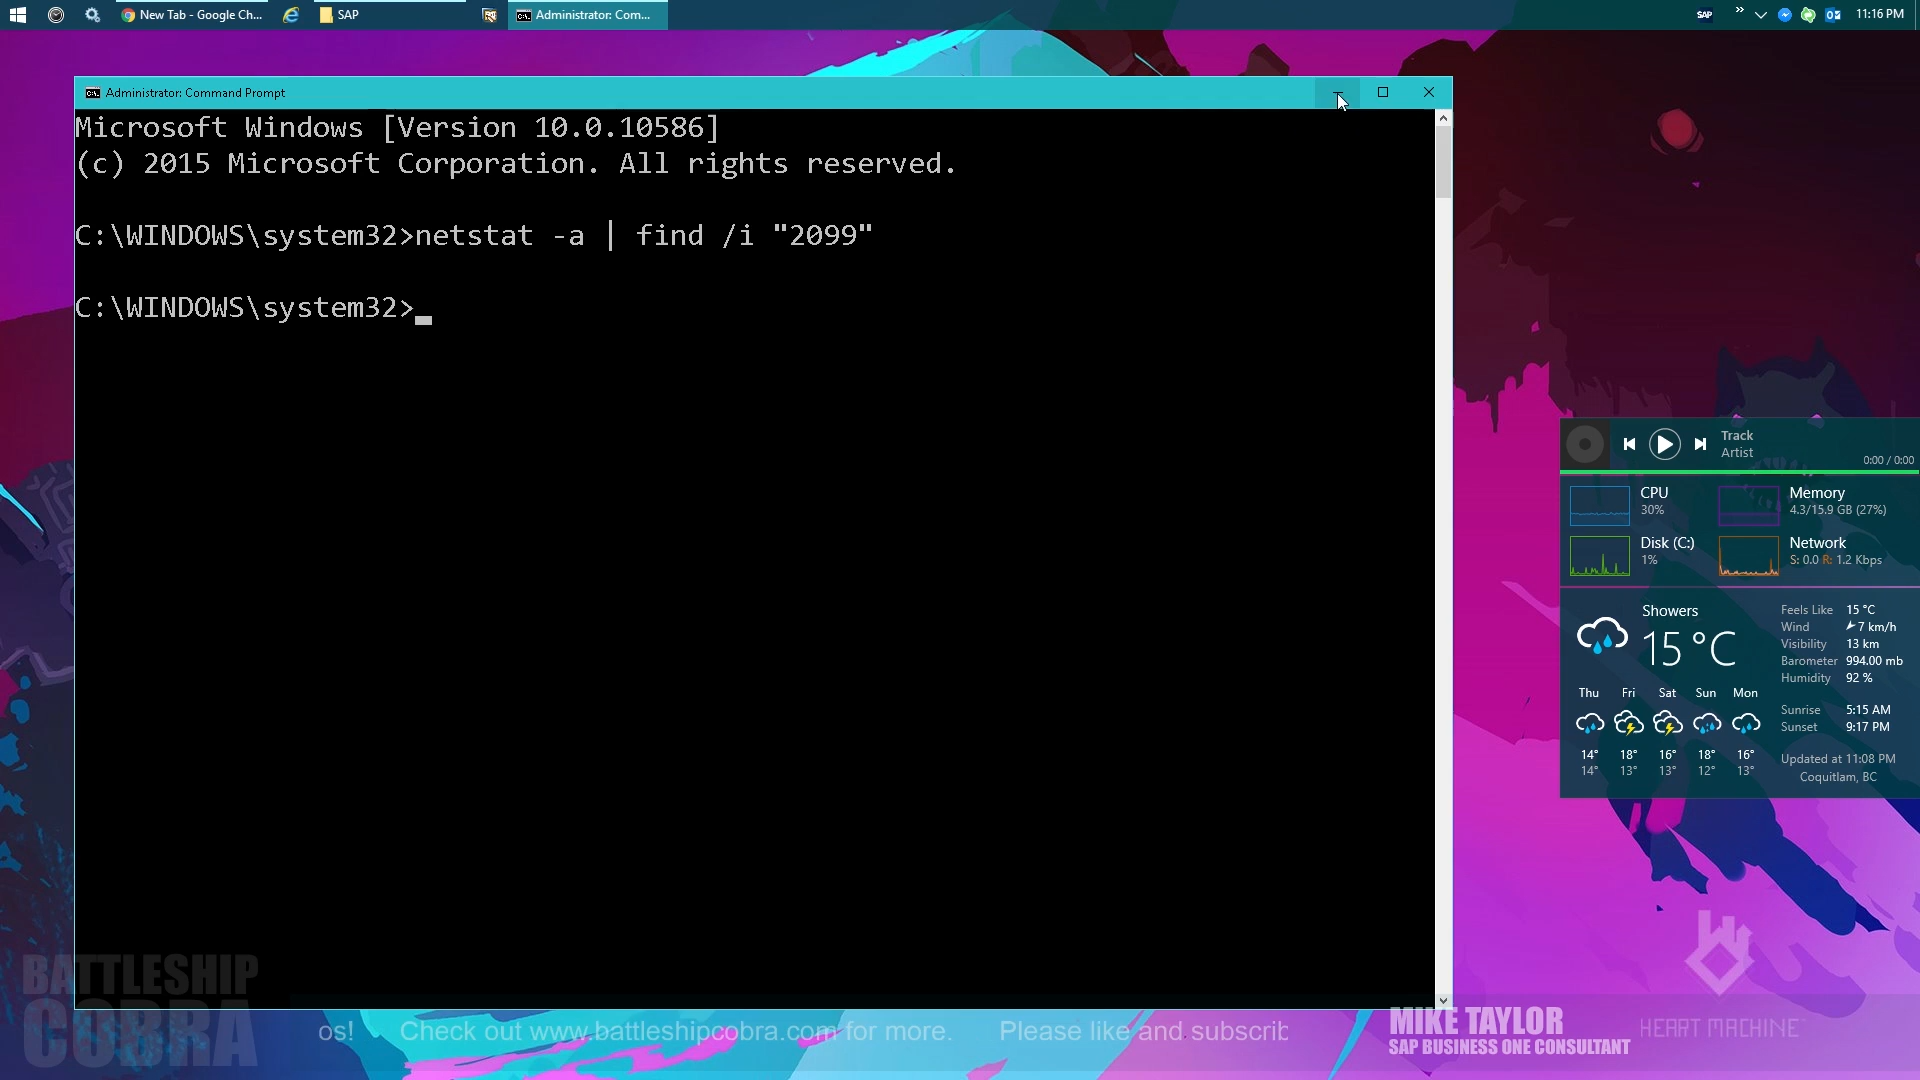 New Tab - Google Ch...
SAP
Administrator: Com...
SAP
»
11:16 PM
Administrator: Command Prompt
Microsoft Windows [Version 10.0.10586]
(c) 2015 Microsoft Corporation. All rights reserved.
C:\WINDOWS\system32>netstat -a | find /i "2099"
C:\WINDOWS\system32>
Track
Artist
0:00 / 0:00
CPU
30%
Memory
4.3/15.9 GB (27%)
Disk (C:)
1%
Network
S: 0.0 R: 1.2 Kbps
Showers
15 °C
Feels Like 15 °C
Wind 7 km/h
Visibility 13 km
Barometer 994.00 mb
Humidity 92 %
Thu Fri Sat Sun Mon
14° 18° 16° 18° 16°
14° 13° 13° 12° 13°
Sunrise 5:15 AM
Sunset 9:17 PM
Updated at 11:08 PM
Coquitlam, BC
BATTLESHIP
COBRA
os! Check out www.battleshipcobra.com for more. Please like and subscrib
MIKE TAYLOR
SAP BUSINESS ONE CONSULTANT
HEART MACHINE